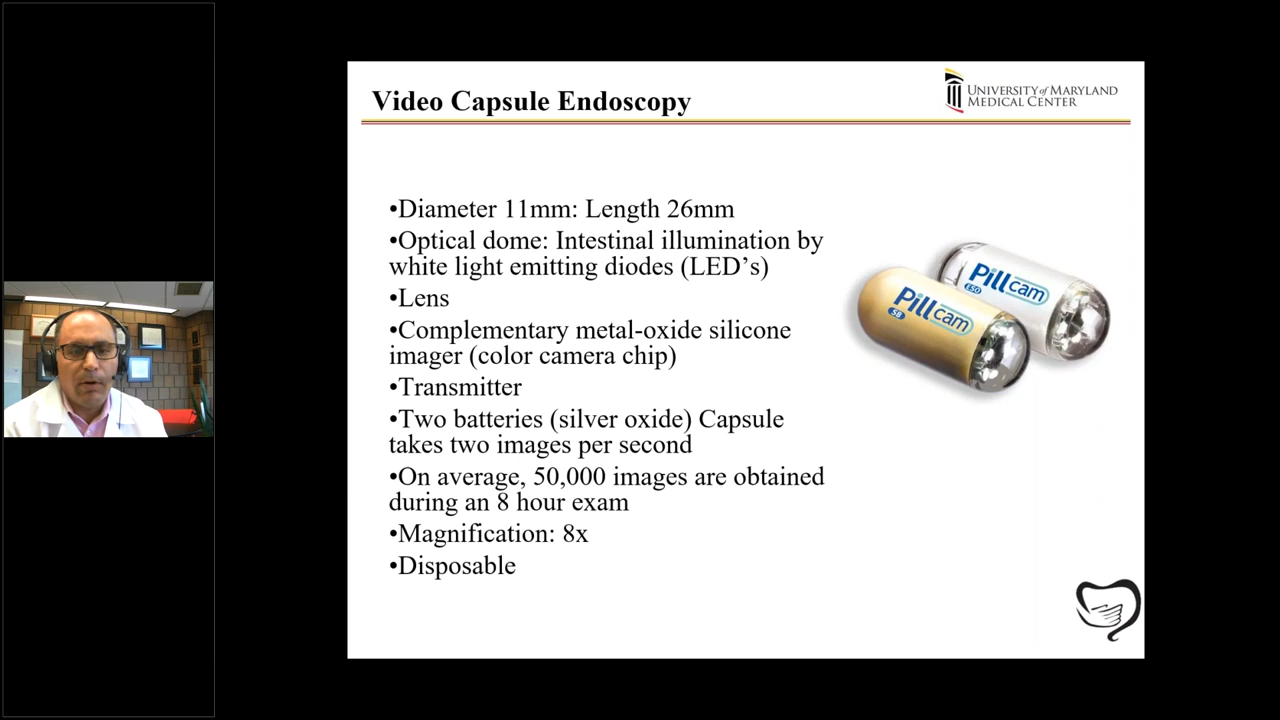 Video Capsule Endoscopy
UNIVERSITY of MARYLAND
MEDICAL CENTER
•Diameter 11mm: Length 26mm
•Optical dome: Intestinal illumination by
white light emitting diodes (LED’s)
•Lens
•Complementary metal-oxide silicone
imager (color camera chip)
•Transmitter
•Two batteries (silver oxide) Capsule
takes two images per second
•On average, 50,000 images are obtained
during an 8 hour exam
•Magnification: 8x
•Disposable
Pillcam
ESO
Pillcam
SB